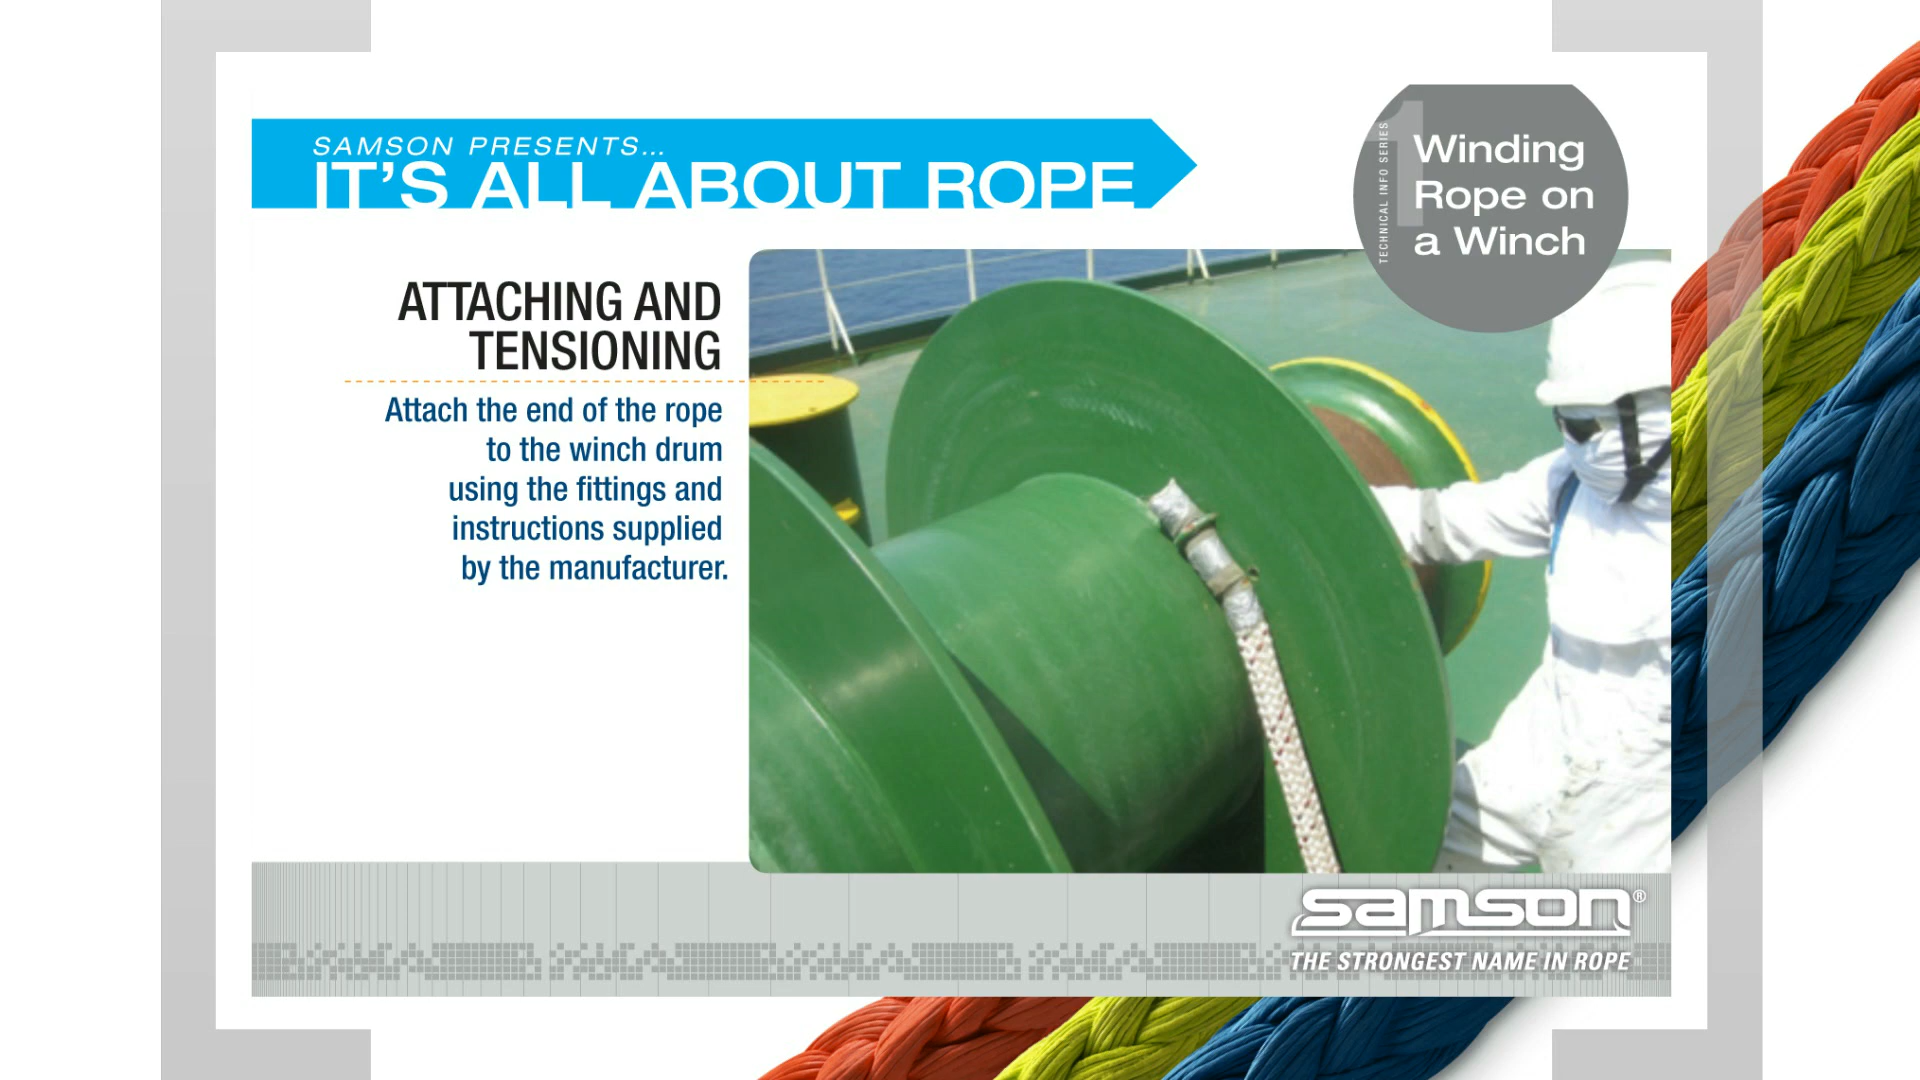 SAMSON PRESENTS...
IT'S ALL ABOUT ROPE
TECHNICAL INFO SERIES
1
Winding
Rope on
a Winch
ATTACHING AND
TENSIONING
Attach the end of the rope
to the winch drum
using the fittings and
instructions supplied
by the manufacturer.
samson®
THE STRONGEST NAME IN ROPE